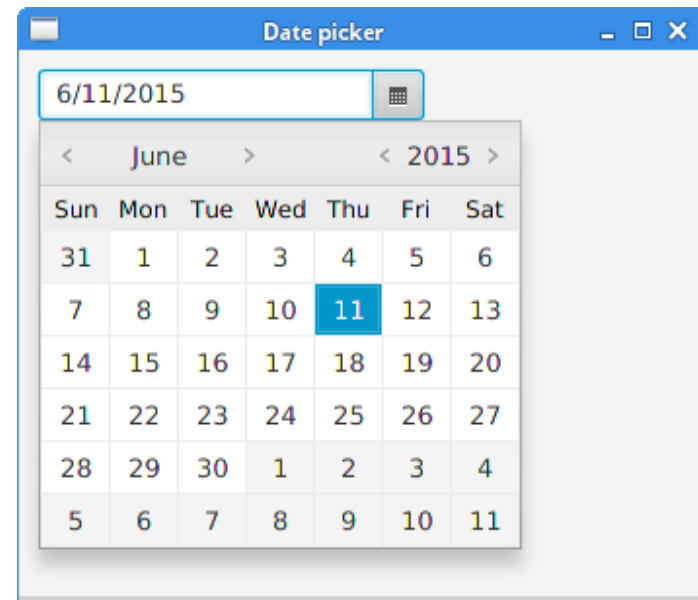 Date picker
6/11/2015
< June > < 2015 >
Sun Mon Tue Wed Thu Fri Sat
31 1 2 3 4 5 6
7 8 9 10 11 12 13
14 15 16 17 18 19 20
21 22 23 24 25 26 27
28 29 30 1 2 3 4
5 6 7 8 9 10 11